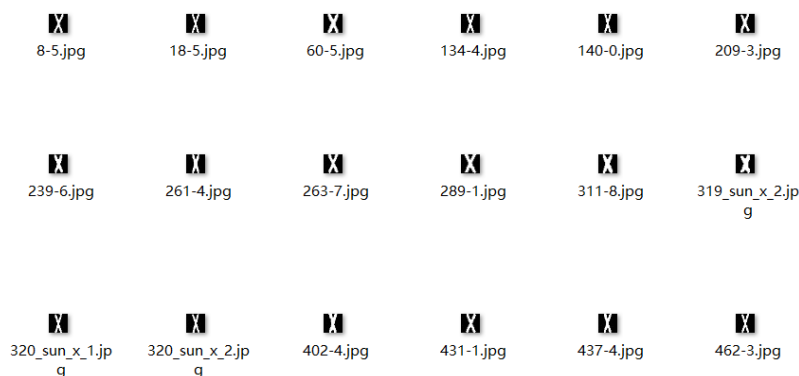 8-5.jpg
18-5.jpg
60-5.jpg
134-4.jpg
140-0.jpg
209-3.jpg
239-6.jpg
261-4.jpg
263-7.jpg
289-1.jpg
311-8.jpg
319_sun_x_2.jp
g
320_sun_x_1.jp
g
320_sun_x_2.jp
g
402-4.jpg
431-1.jpg
437-4.jpg
462-3.jpg